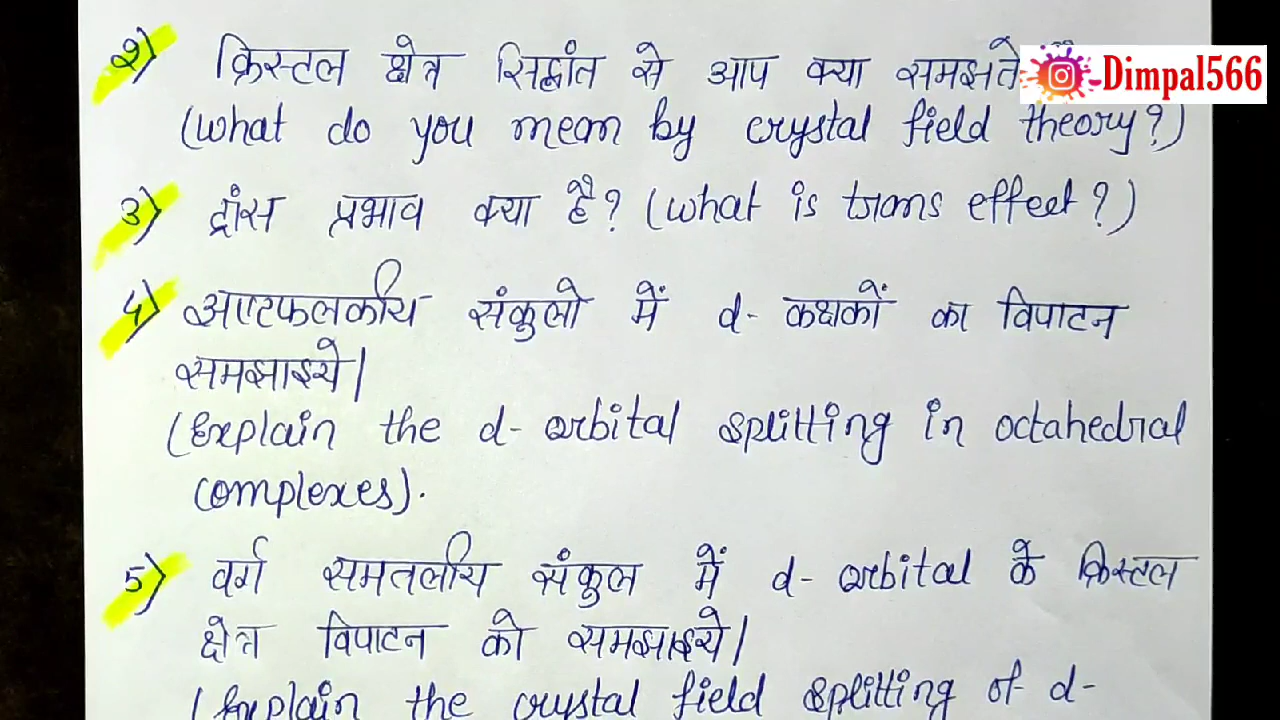 २) क्रिस्टल क्षेत्र सिद्धांत से आप क्या समझते
-Dimpal566
(What do you mean by crystal field theory?)
3) ट्रांस प्रभाव क्या है? (What is trans effect?)
4) अष्टफलकीय संकुलो में d- कक्षकों का विपाटन
समझाइये।
(Explain the d- orbital splitting in octahedral
complexes).
5) वर्ग समतलीय संकुल में d- orbital के क्रिस्टल
क्षेत्र विपाटन को समझाइये।
(Explain the crystal field splitting of d-